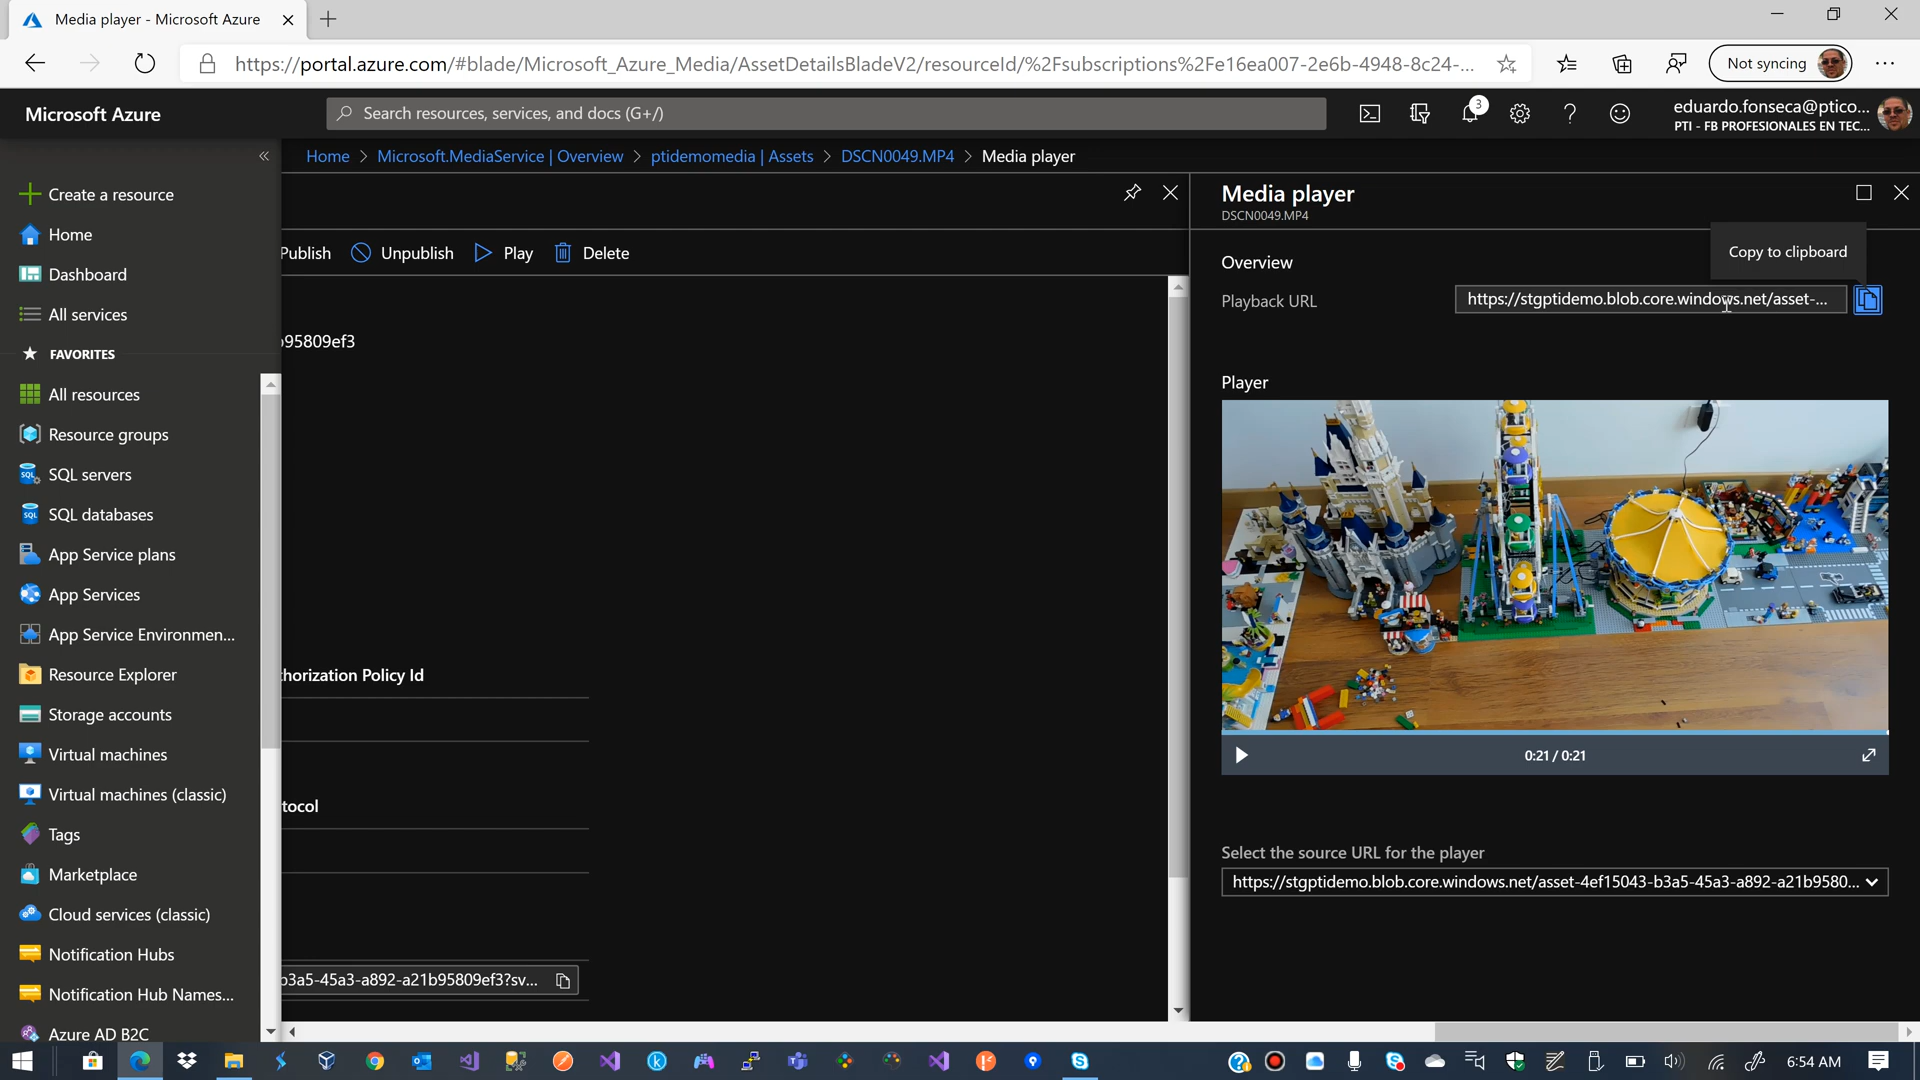 Media player - Microsoft Azure
https://portal.azure.com/#blade/Microsoft_Azure_Media/AssetDetailsBladeV2/resourceId/%2Fsubscriptions%2Fe16ea007-2e6b-4948-8c24-...
Not syncing
Microsoft Azure
Search resources, services, and docs (G+/)
3
eduardo.fonseca@ptico...
PTI - FB PROFESIONALES EN TEC...
Home > Microsoft.MediaService | Overview > ptidemomedia | Assets > DSCN0049.MP4 > Media player
Create a resource
Home
Dashboard
All services
FAVORITES
All resources
Resource groups
SQL servers
SQL databases
App Service plans
App Services
App Service Environmen...
Resource Explorer
Storage accounts
Virtual machines
Virtual machines (classic)
Tags
Marketplace
Cloud services (classic)
Notification Hubs
Notification Hub Names...
Azure AD B2C
Publish
Unpublish
Play
Delete
95809ef3
thorization Policy Id
tocol
b3a5-45a3-a892-a21b95809ef3?sv...
Media player
DSCN0049.MP4
Copy to clipboard
Overview
Playback URL
https://stgptidemo.blob.core.windows.net/asset-...
Player
0:21 / 0:21
Select the source URL for the player
https://stgptidemo.blob.core.windows.net/asset-4ef15043-b3a5-45a3-a892-a21b9580...
6:54 AM